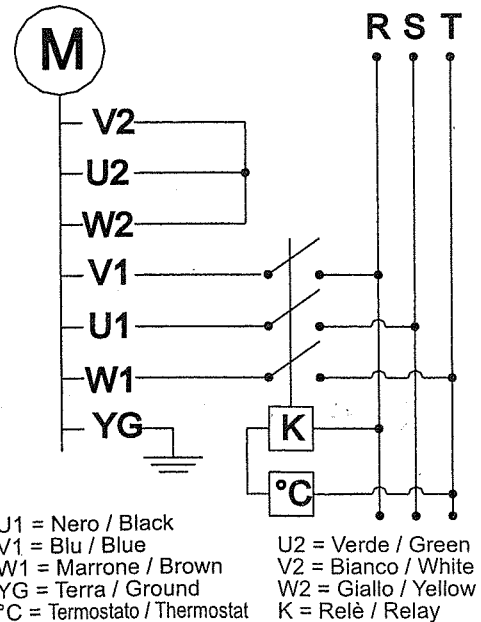 R S T
M
V2
U2
W2
V1
U1
W1
YG
K
°C
U1 = Nero / Black
V1 = Blu / Blue
W1 = Marrone / Brown
YG = Terra / Ground
°C = Termostato / Thermostat
U2 = Verde / Green
V2 = Bianco / White
W2 = Giallo / Yellow
K = Relè / Relay